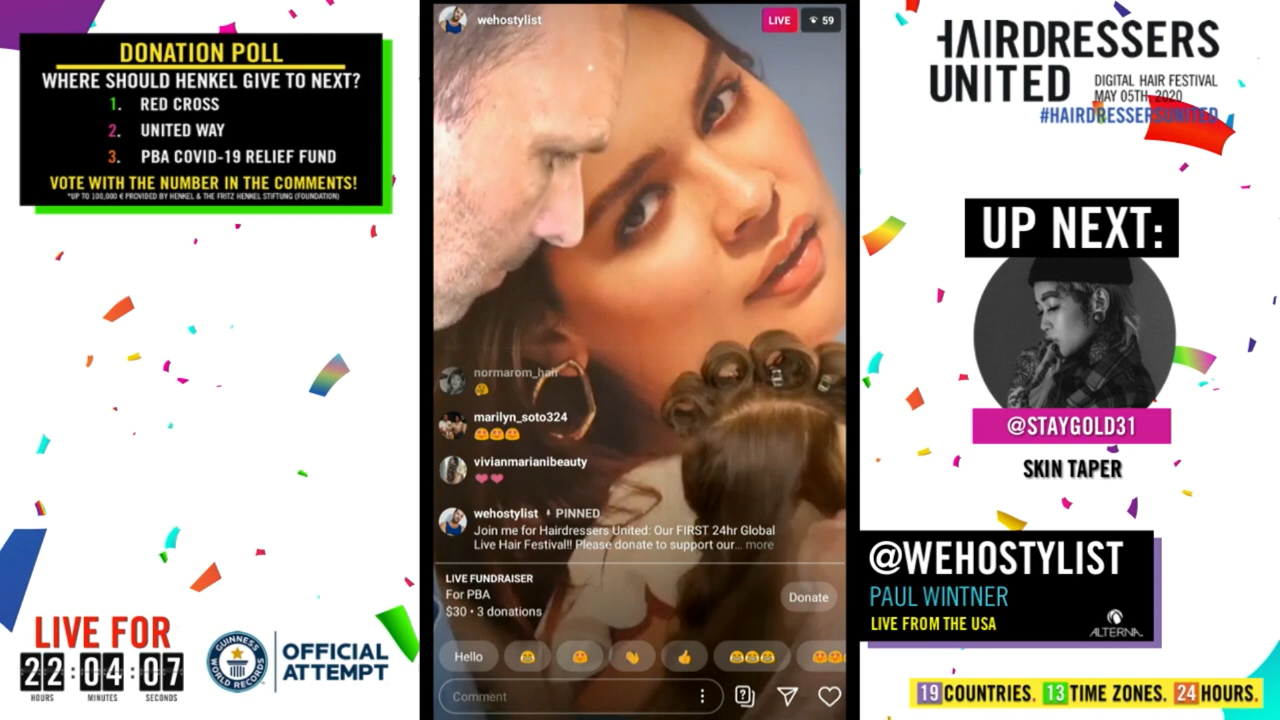 DONATION POLL
WHERE SHOULD HENKEL GIVE TO NEXT?
1. RED CROSS
2. UNITED WAY
3. PBA COVID-19 RELIEF FUND
VOTE WITH THE NUMBER IN THE COMMENTS!
*UP TO 100,000 € PROVIDED BY HENKEL & THE FRITZ HENKEL STIFTUNG (FOUNDATION)
LIVE FOR
22:04:07
HOURS MINUTES SECONDS
GUINNESS WORLD RECORDS
OFFICIAL
ATTEMPT
wehostylist
LIVE
59
normarom_hair
marilyn_soto324
vivianmarianibeauty
wehostylist PINNED
Join me for Hairdressers United: Our FIRST 24hr Global
Live Hair Festival!! Please donate to support our... more
LIVE FUNDRAISER
For PBA
$30 • 3 donations
Donate
Hello
Comment
HAIRDRESSERS
UNITED
DIGITAL HAIR FESTIVAL
MAY 05TH, 2020
#HAIRDRESSERSUNITED
UP NEXT:
@STAYGOLD31
SKIN TAPER
@WEHOSTYLIST
PAUL WINTNER
LIVE FROM THE USA
ALTERNA
19 COUNTRIES. 13 TIME ZONES. 24 HOURS.